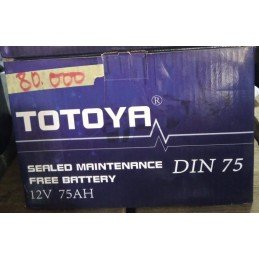 80.000
TOTOYA®
SEALED MAINTENANCE
FREE BATTERY
DIN 75
12V 75AH